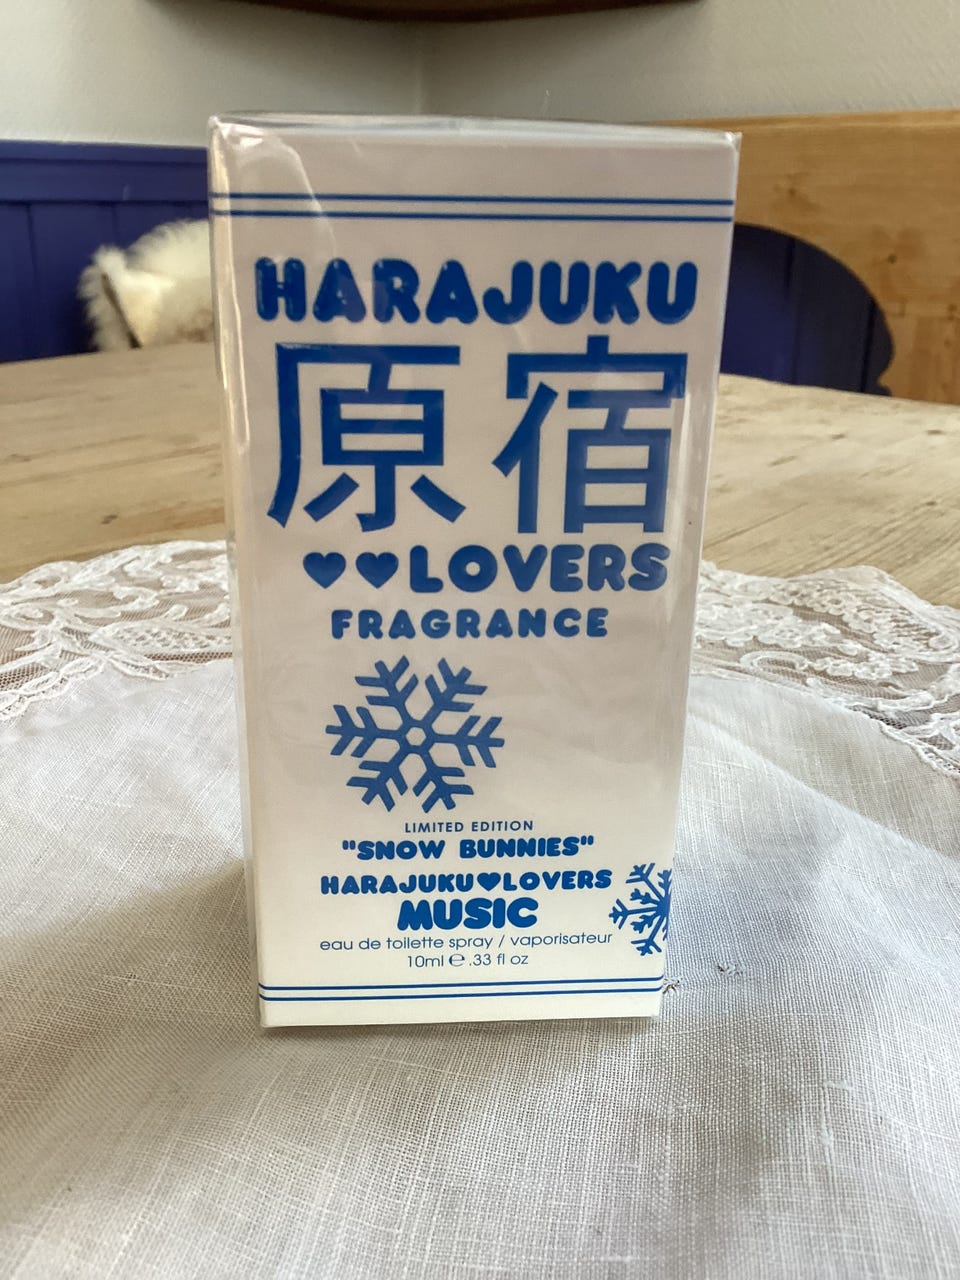 HARAJUKU
原宿
♥♥LOVERS
FRAGRANCE
LIMITED EDITION
"SNOW BUNNIES"
HARAJUKU♥LOVERS
MUSIC
eau de toilette spray / vaporisateur
10ml ℮ .33 fl oz